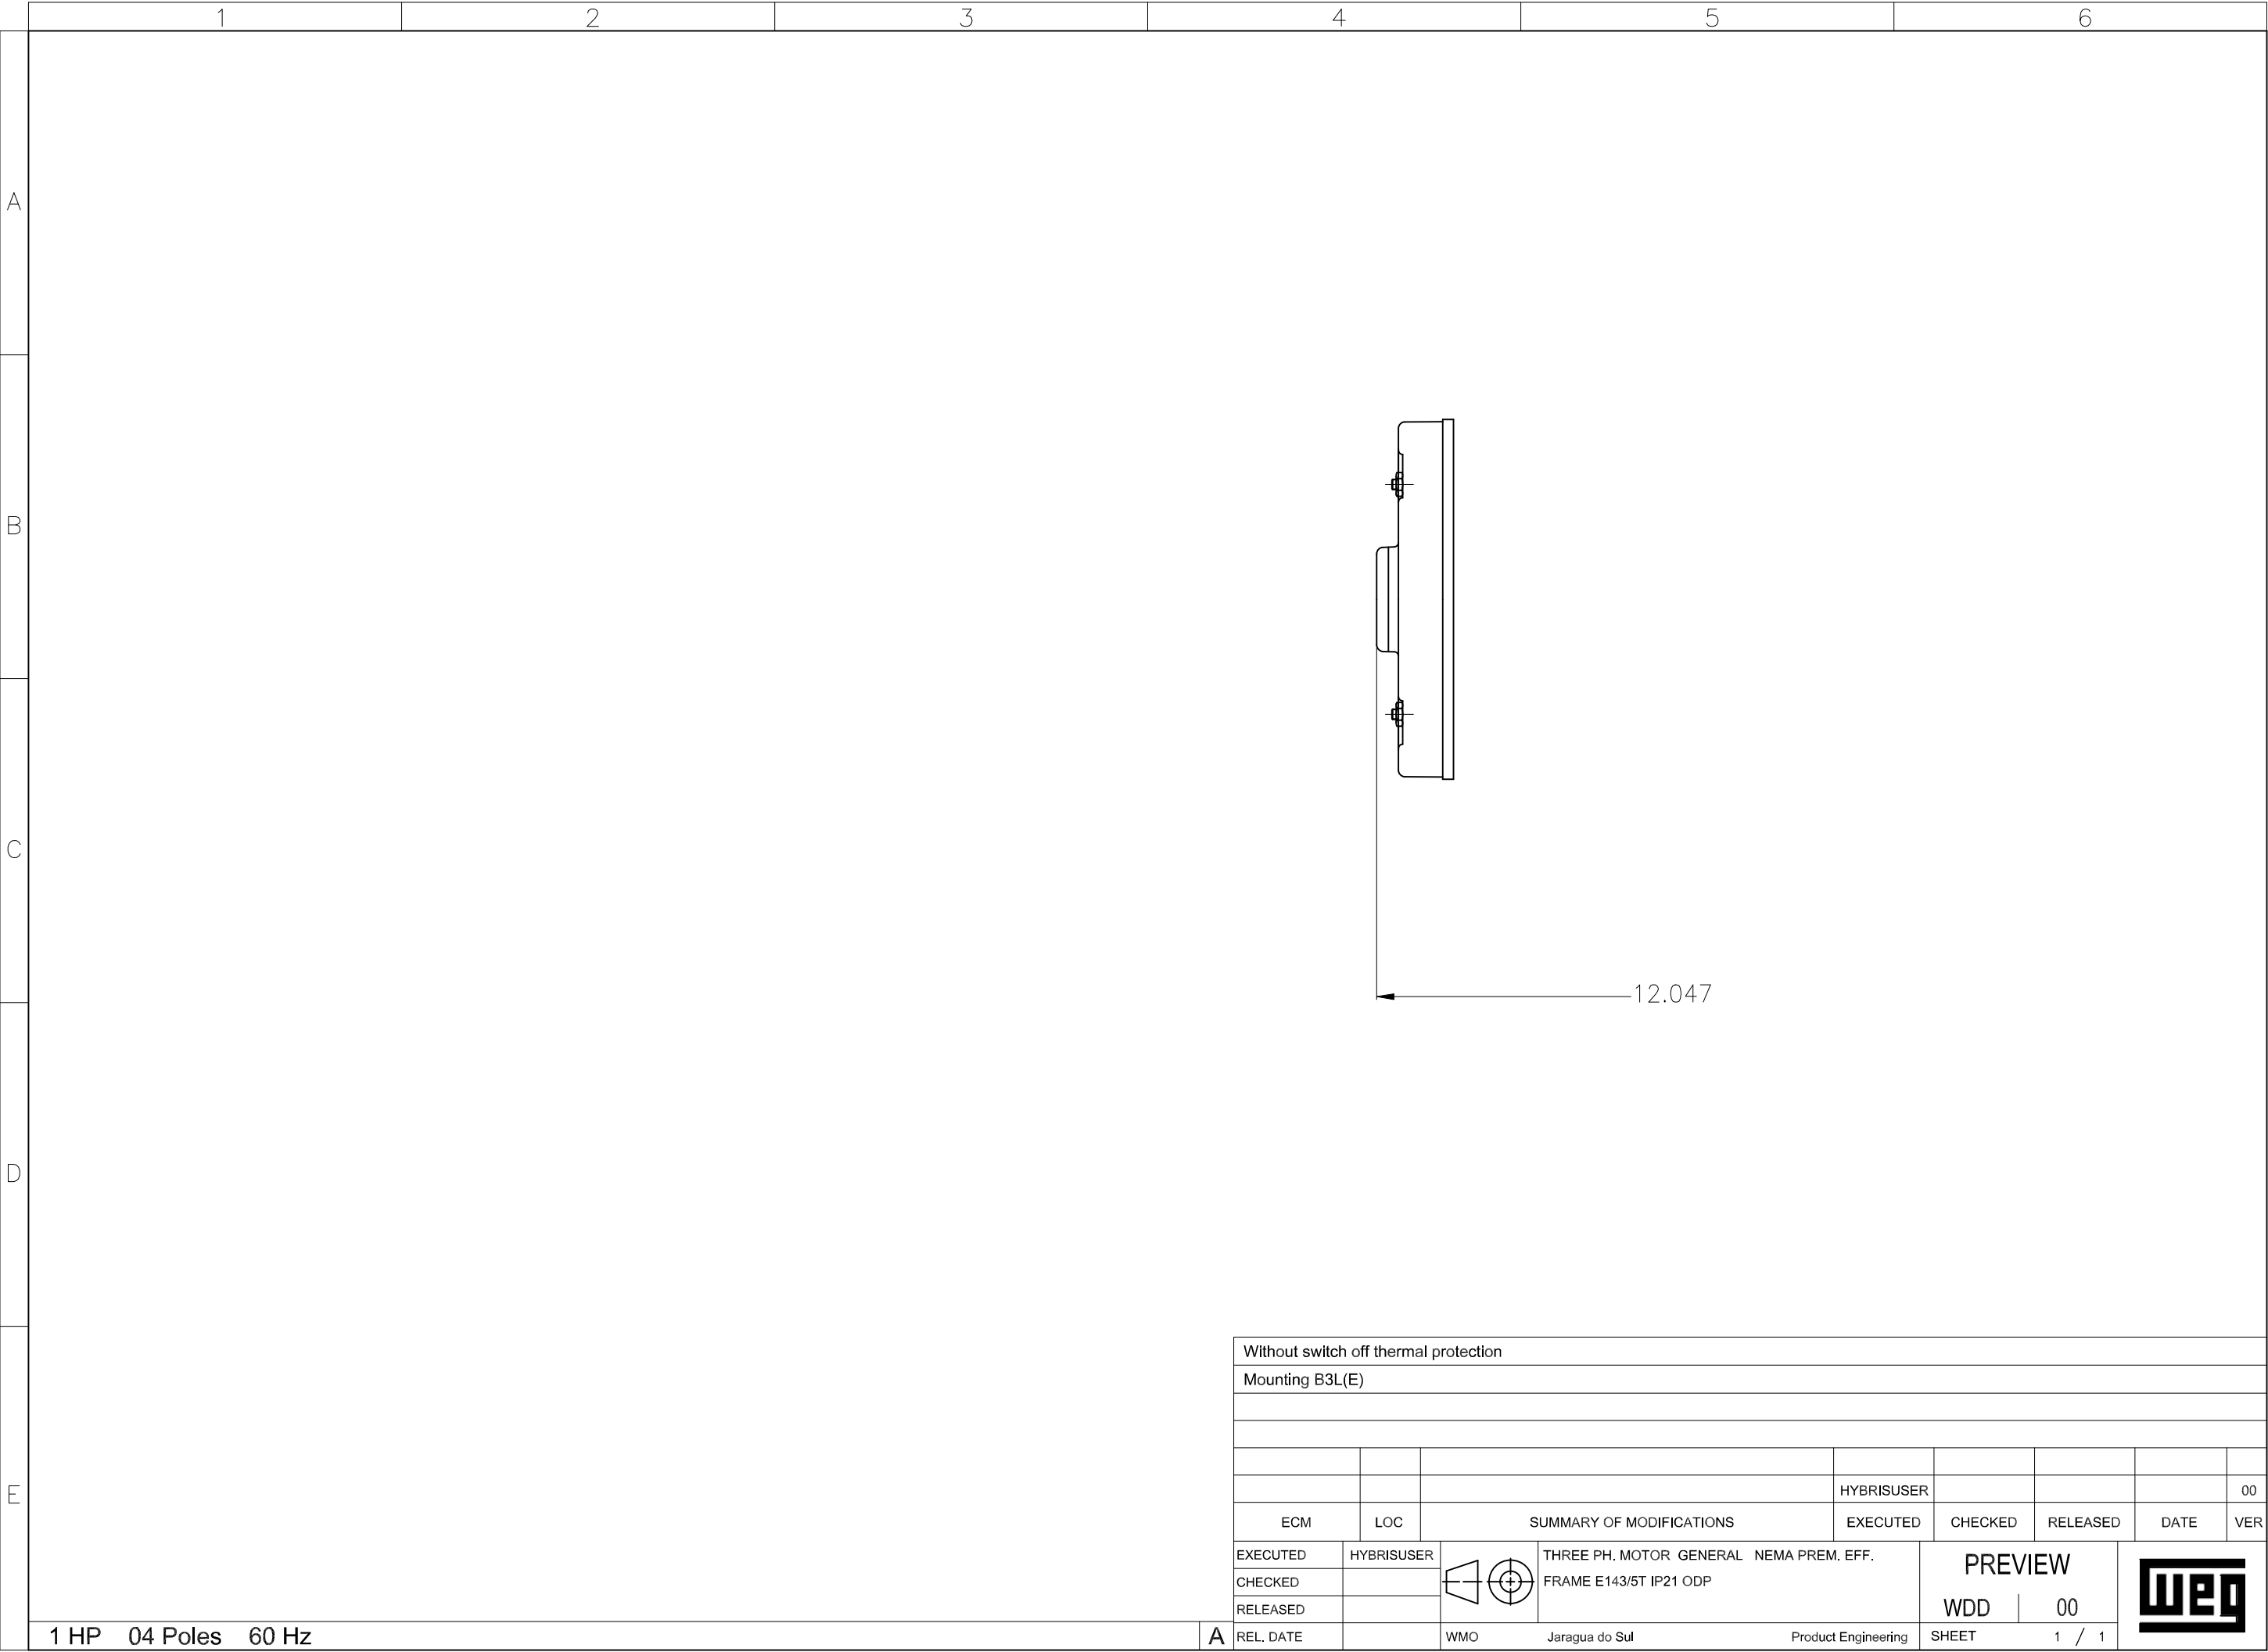 1 2 3 4 5 6
A
B
C
12.047
D
E
Without switch off thermal protection
Mounting B3L(E)
HYBRISUSER 00
ECM LOC SUMMARY OF MODIFICATIONS EXECUTED CHECKED RELEASED DATE VER
EXECUTED HYBRISUSER
CHECKED
RELEASED
REL. DATE
THREE PH. MOTOR GENERAL NEMA PREM. EFF.
FRAME E143/5T IP21 ODP
WMO Jaragua do Sul Product Engineering
PREVIEW
WDD 00
SHEET 1 / 1
weg
1 HP 04 Poles 60 Hz A